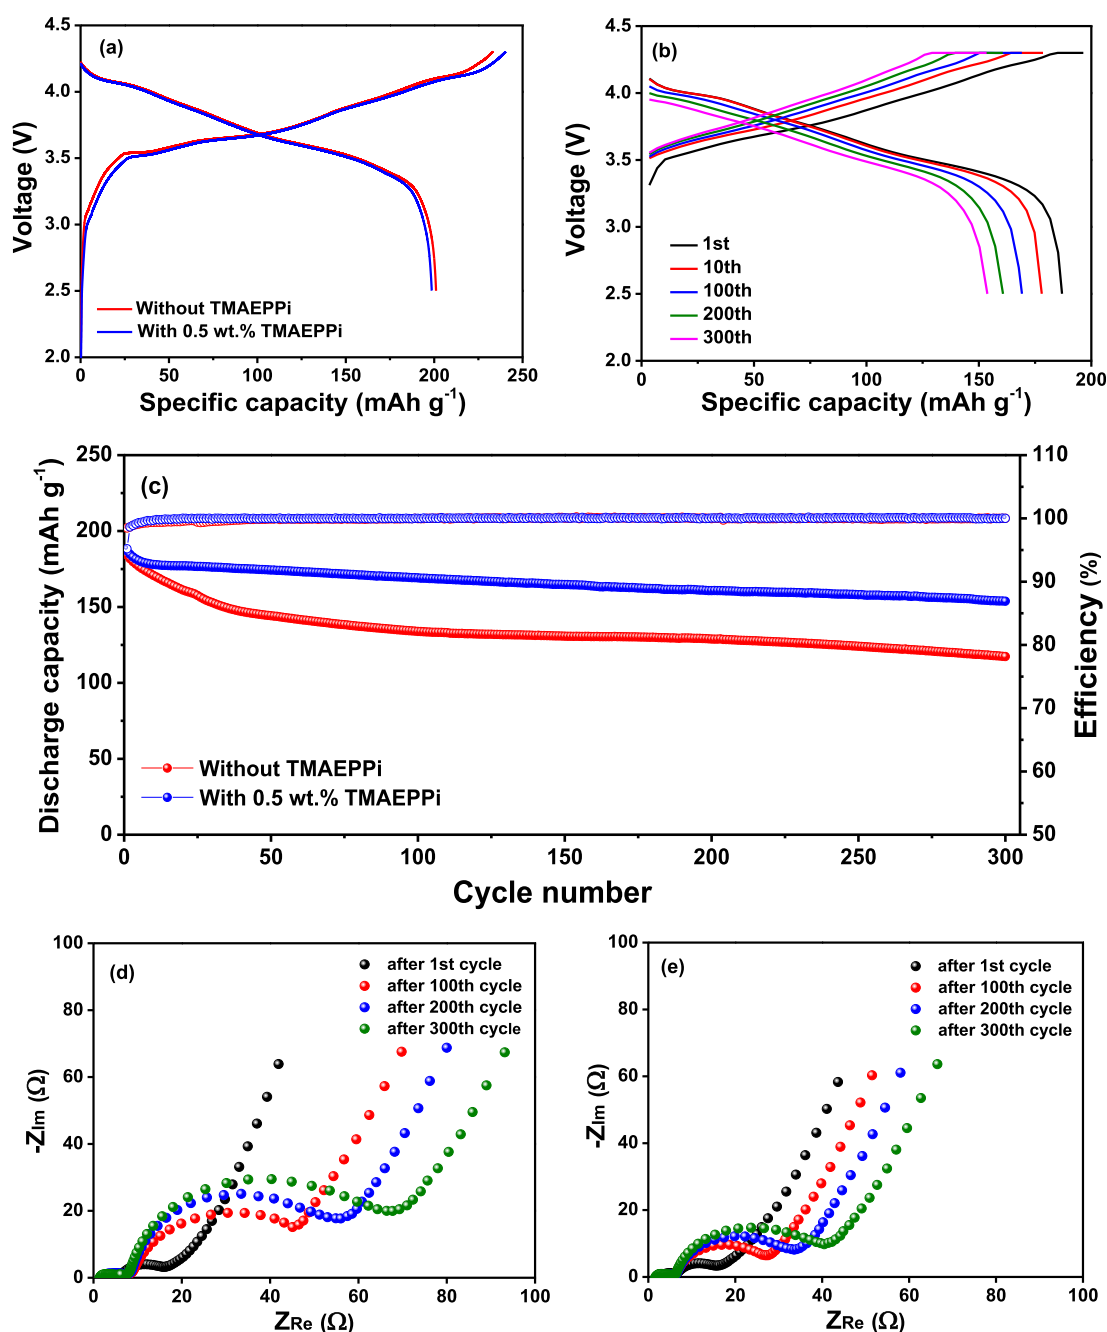 (a)
4.5
4.0
3.5
3.0
2.5
2.0
Voltage (V)
Without TMAEPPi
With 0.5 wt.% TMAEPPi
0 50 100 150 200 250
Specific capacity (mAh g⁻¹)
(b)
4.5
4.0
3.5
3.0
2.5
2.0
Voltage (V)
1st
10th
100th
200th
300th
0 50 100 150 200
Specific capacity (mAh g⁻¹)
(c)
250
200
150
100
50
0
Discharge capacity (mAh g⁻¹)
110
100
90
80
70
60
50
Efficiency (%)
Without TMAEPPi
With 0.5 wt.% TMAEPPi
0 50 100 150 200 250 300
Cycle number
(d)
100
80
60
40
20
0
-ZIm (Ω)
after 1st cycle
after 100th cycle
after 200th cycle
after 300th cycle
0 20 40 60 80 100
ZRe (Ω)
(e)
100
80
60
40
20
0
-ZIm (Ω)
after 1st cycle
after 100th cycle
after 200th cycle
after 300th cycle
0 20 40 60 80 100
ZRe (Ω)